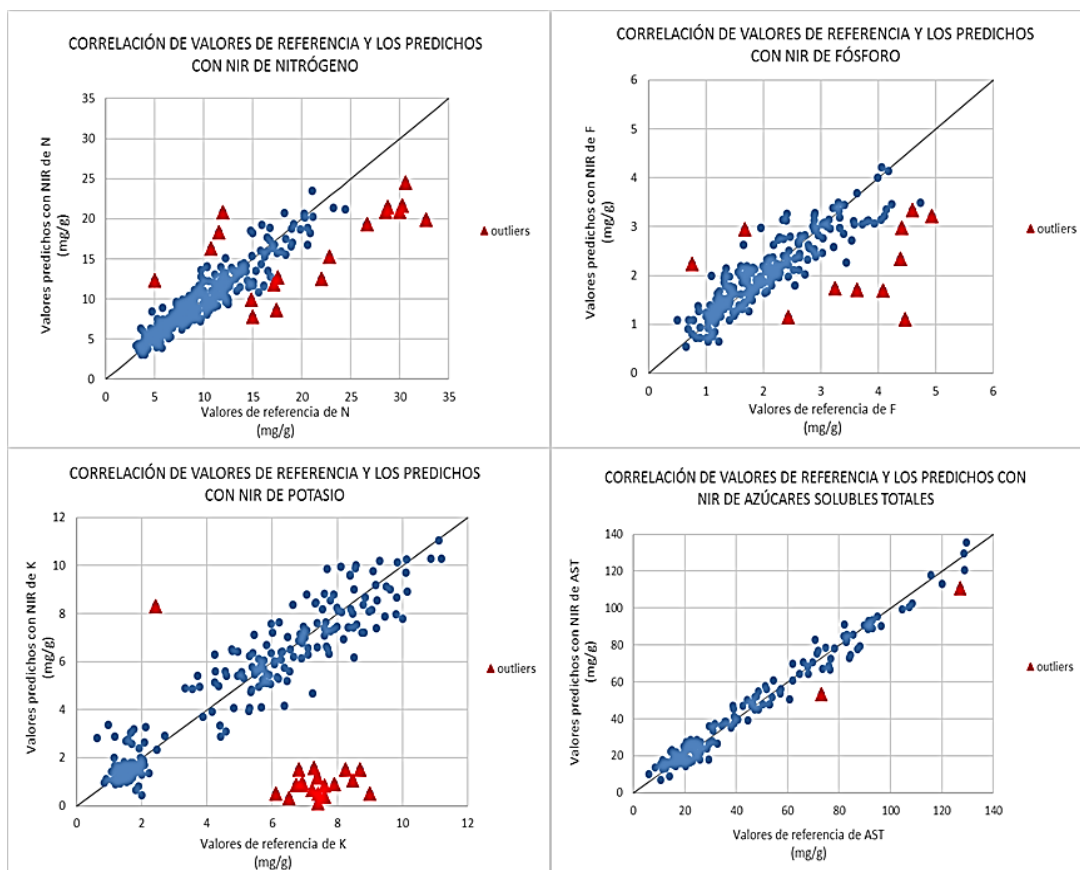 CORRELACIÓN DE VALORES DE REFERENCIA Y LOS PREDICHOS
CON NIR DE NITRÓGENO
Valores predichos con NIR de N
(mg/g)
35
30
25
20
15
10
5
0
0 5 10 15 20 25 30 35
Valores de referencia de N
(mg/g)
outliers
CORRELACIÓN DE VALORES DE REFERENCIA Y LOS PREDICHOS
CON NIR DE FÓSFORO
Valores predichos con NIR de F
(mg/g)
6
5
4
3
2
1
0
0 1 2 3 4 5 6
Valores de referencia de F
(mg/g)
outliers
CORRELACIÓN DE VALORES DE REFERENCIA Y LOS PREDICHOS
CON NIR DE POTASIO
Valores predichos con NIR de K
(mg/g)
12
10
8
6
4
2
0
0 2 4 6 8 10 12
Valores de referencia de K
(mg/g)
outliers
CORRELACIÓN DE VALORES DE REFERENCIA Y LOS PREDICHOS CON
NIR DE AZÚCARES SOLUBLES TOTALES
Valores predichos con NIR de AST
(mg/g)
140
120
100
80
60
40
20
0
0 20 40 60 80 100 120 140
Valores de referencia de AST
(mg/g)
outliers